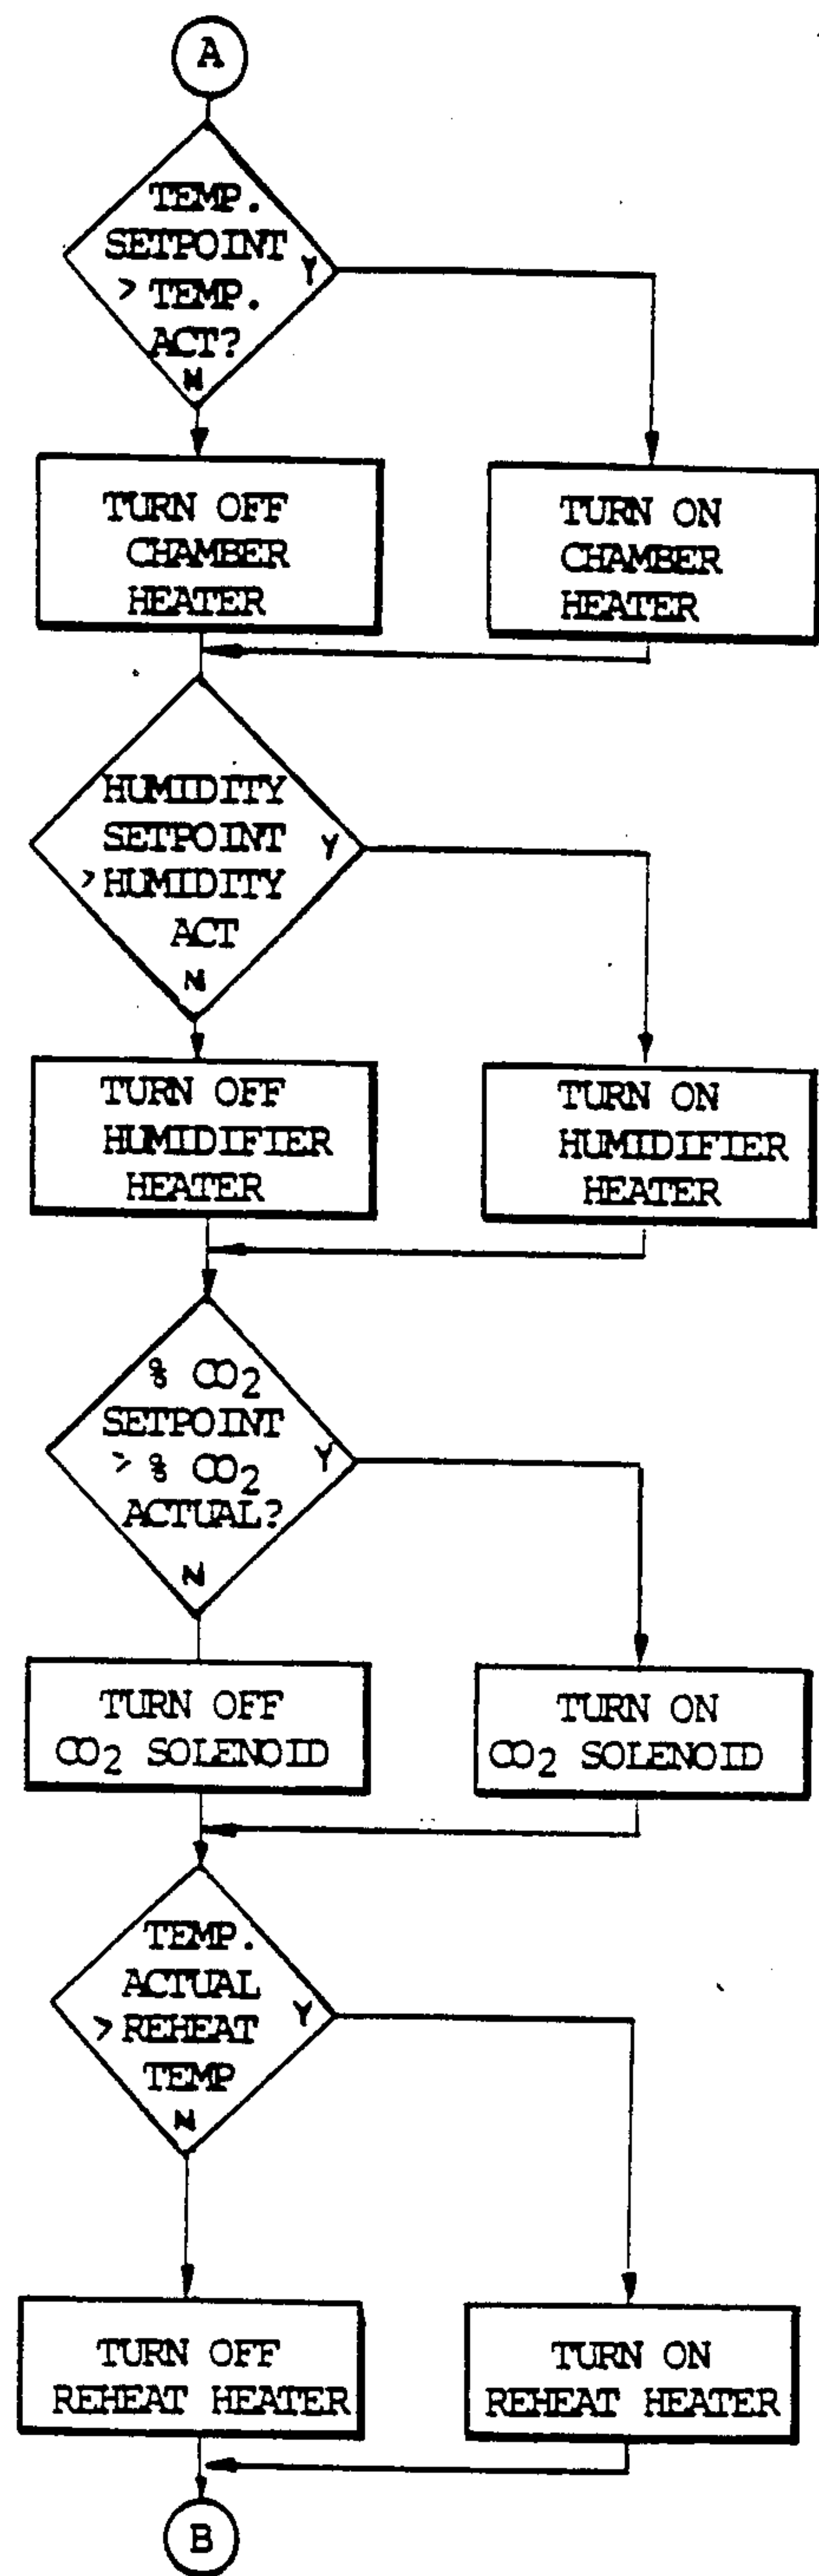 A
TEMP.
SETPOINT
> TEMP.
ACT?
Y
N
TURN OFF
CHAMBER
HEATER
TURN ON
CHAMBER
HEATER
HUMIDITY
SETPOINT
>HUMIDITY
ACT
Y
N
TURN OFF
HUMIDIFIER
HEATER
TURN ON
HUMIDIFIER
HEATER
% CO₂
SETPOINT
> % CO₂
ACTUAL?
Y
N
TURN OFF
CO₂ SOLENOID
TURN ON
CO₂ SOLENOID
TEMP.
ACTUAL
>REHEAT
TEMP
Y
N
TURN OFF
REHEAT HEATER
TURN ON
REHEAT HEATER
B